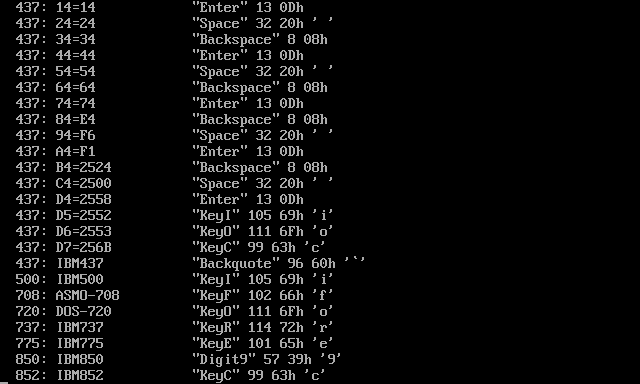 437: 14=14 "Enter" 13 0Dh
437: 24=24 "Space" 32 20h ' '
437: 34=34 "Backspace" 8 08h
437: 44=44 "Enter" 13 0Dh
437: 54=54 "Space" 32 20h ' '
437: 64=64 "Backspace" 8 08h
437: 74=74 "Enter" 13 0Dh
437: 84=E4 "Backspace" 8 08h
437: 94=F6 "Space" 32 20h ' '
437: A4=F1 "Enter" 13 0Dh
437: B4=2524 "Backspace" 8 08h
437: C4=2500 "Space" 32 20h ' '
437: D4=2558 "Enter" 13 0Dh
437: D5=2552 "KeyI" 105 69h 'i'
437: D6=2553 "KeyO" 111 6Fh 'o'
437: D7=256B "KeyC" 99 63h 'c'
437: IBM437 "Backquote" 96 60h '`'
500: IBM500 "KeyI" 105 69h 'i'
708: ASMO-708 "KeyF" 102 66h 'f'
720: DOS-720 "KeyO" 111 6Fh 'o'
737: IBM737 "KeyR" 114 72h 'r'
775: IBM775 "KeyE" 101 65h 'e'
850: IBM850 "Digit9" 57 39h '9'
852: IBM852 "KeyC" 99 63h 'c'